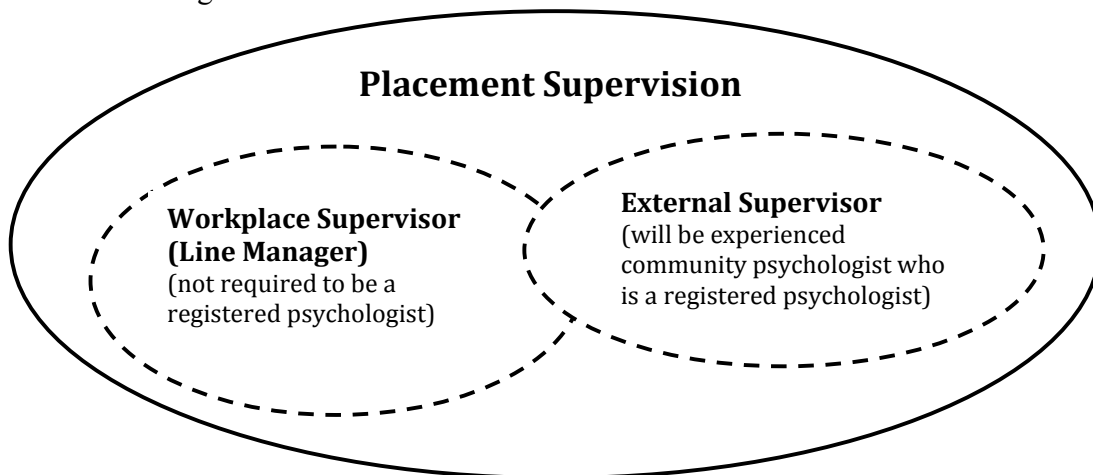 Placement Supervision
Workplace Supervisor
(Line Manager)
(not required to be a
registered psychologist)
External Supervisor
(will be experienced
community psychologist who
is a registered psychologist)